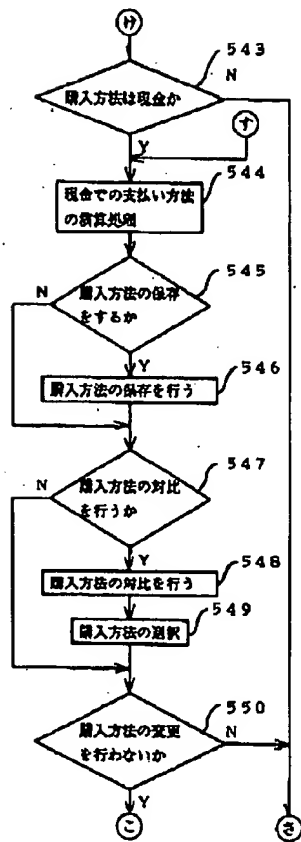 け
543
購入方法は現金か
N
す
Y
544
現金での支払い方法
の演算処理
545
N
購入方法の保存
をするか
Y
546
購入方法の保存を行う
547
N
購入方法の対比
を行うか
Y
548
購入方法の対比を行う
549
購入方法の選択
550
購入方法の変更
を行わないか
N
Y
こ
さ